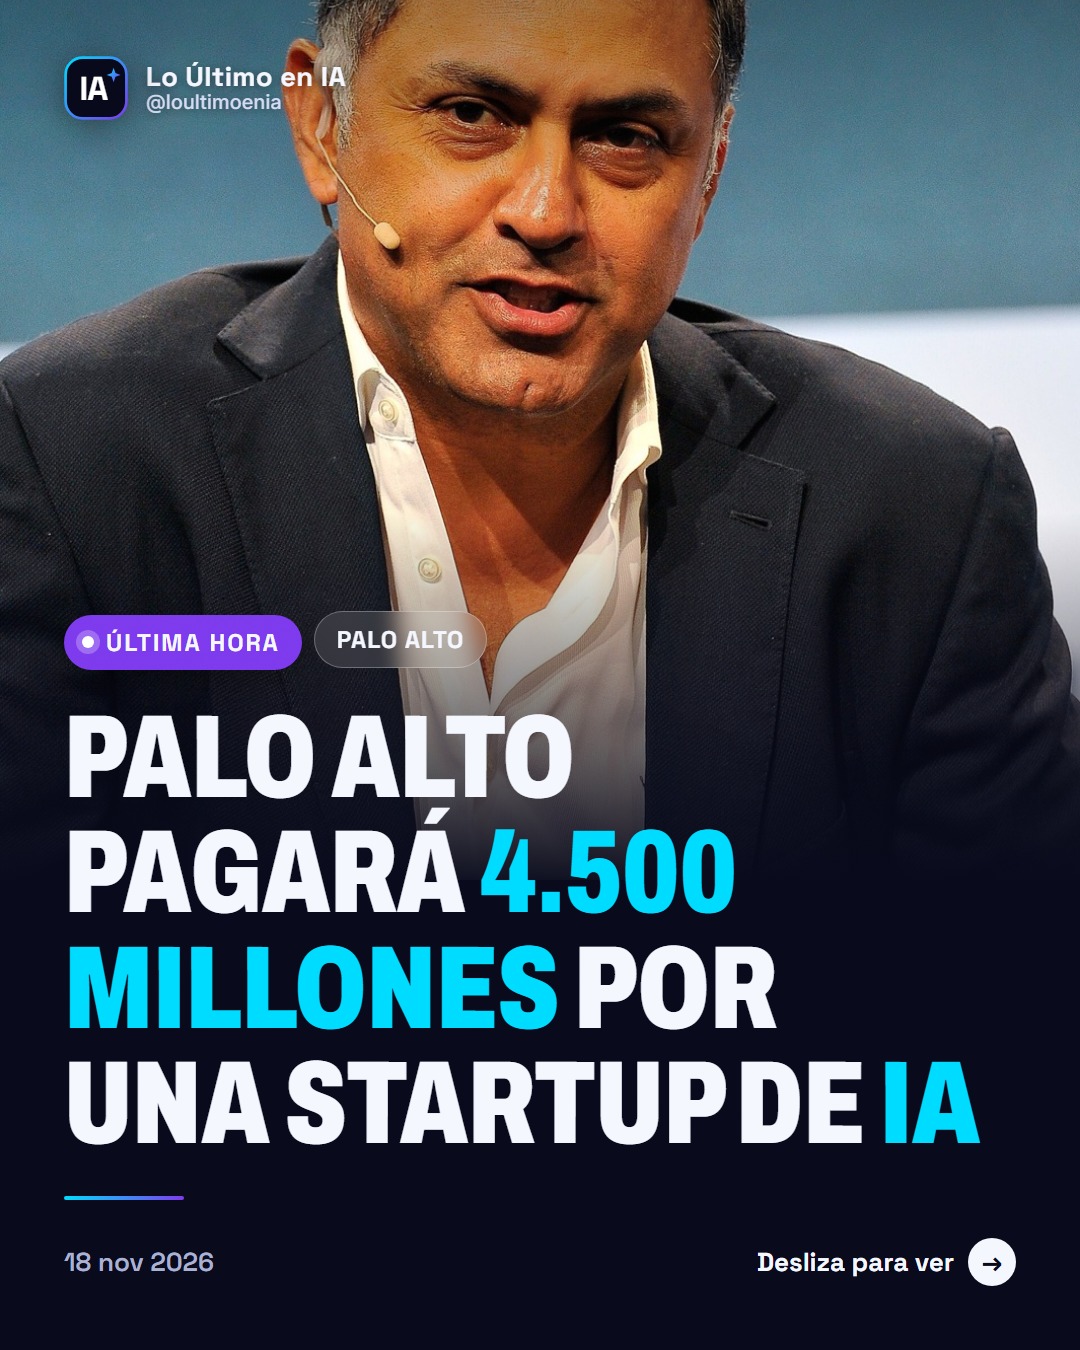 IA
Lo Último en IA
@loultimoenia
ÚLTIMA HORA
PALO ALTO
PALO ALTO
PAGARÁ 4.500
MILLONES POR
UNA STARTUP DE IA
18 nov 2026
Desliza para ver →